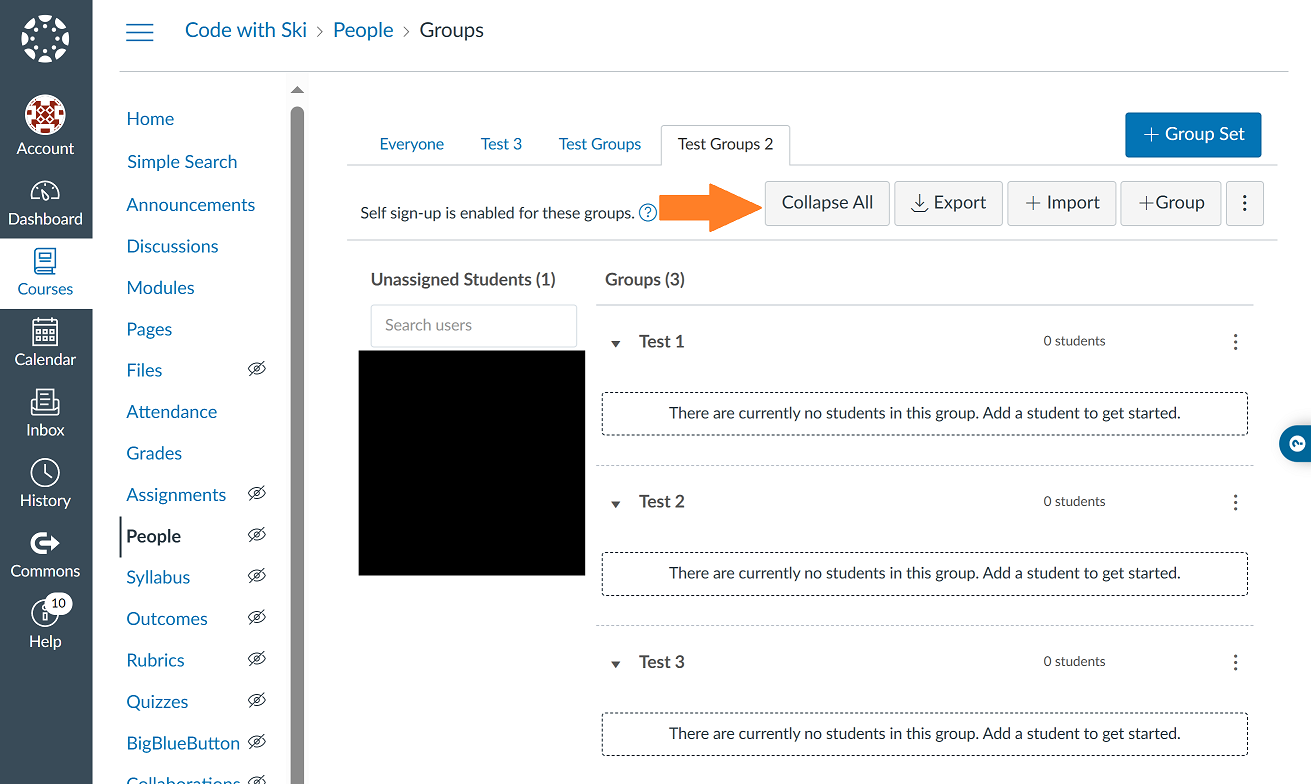 Code with Ski > People > Groups
Account
Dashboard
Courses
Calendar
Inbox
History
Commons
10
Help
Home
Simple Search
Announcements
Discussions
Modules
Pages
Files
Attendance
Grades
Assignments
People
Syllabus
Outcomes
Rubrics
Quizzes
BigBlueButton
Collaborations
Everyone
Test 3
Test Groups
Test Groups 2
+ Group Set
Self sign-up is enabled for these groups. ?
Collapse All
Export
+ Import
+Group
Unassigned Students (1)
Search users
Groups (3)
Test 1
0 students
There are currently no students in this group. Add a student to get started.
Test 2
0 students
There are currently no students in this group. Add a student to get started.
Test 3
0 students
There are currently no students in this group. Add a student to get started.